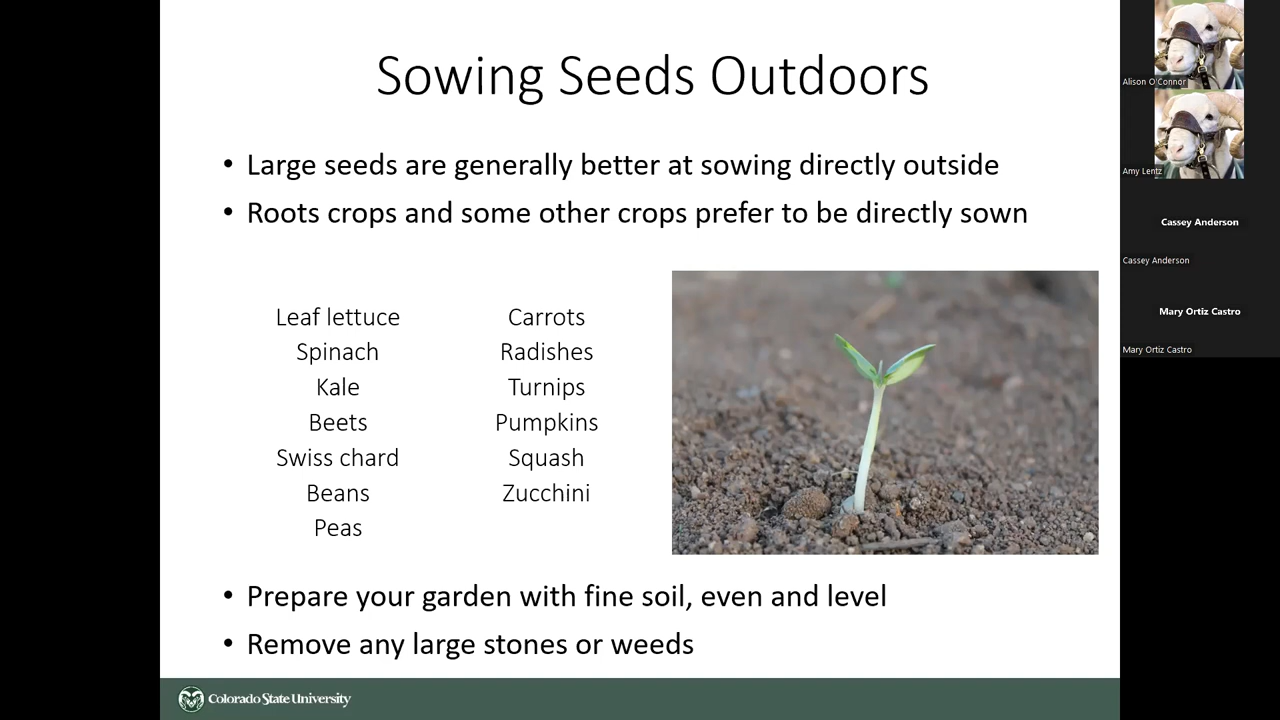 Sowing Seeds Outdoors
• Large seeds are generally better at sowing directly outside
• Roots crops and some other crops prefer to be directly sown
Leaf lettuce
Spinach
Kale
Beets
Swiss chard
Beans
Peas
Carrots
Radishes
Turnips
Pumpkins
Squash
Zucchini
• Prepare your garden with fine soil, even and level
• Remove any large stones or weeds
Colorado State University
Alison O'Connor
Amy Lentz
Cassey Anderson
Cassey Anderson
Mary Ortiz Castro
Mary Ortiz Castro